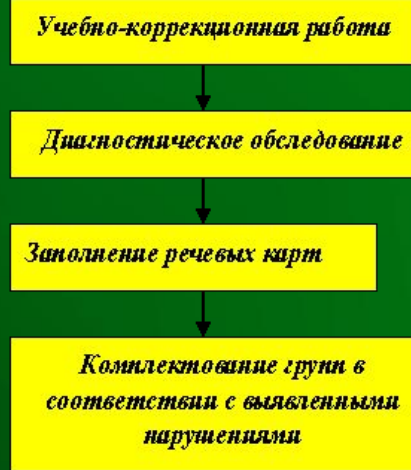 Учебно-коррекционная работа
Диагностическое обследование
Заполнение речевых карт
Комплектование групп в
соответствии с выявленными
нарушениями